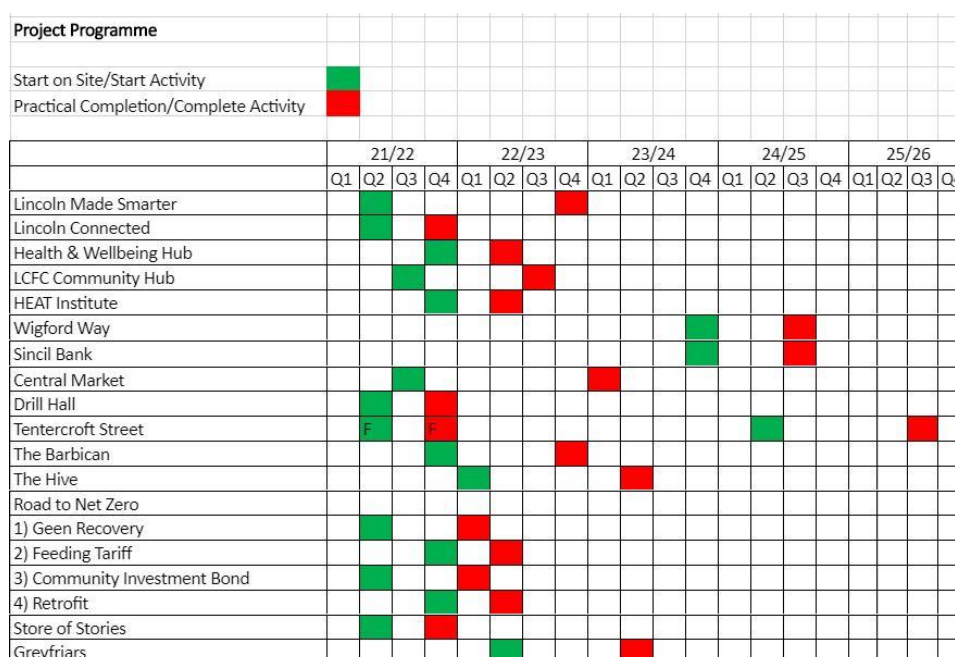 Project Programme
Start on Site/Start Activity
Practical Completion/Complete Activity
21/22 22/23 23/24 24/25 25/26
Q1 Q2 Q3 Q4 Q1 Q2 Q3 Q4 Q1 Q2 Q3 Q4 Q1 Q2 Q3 Q4 Q1 Q2 Q3 Q4
Lincoln Made Smarter
Lincoln Connected
Health & Wellbeing Hub
LCFC Community Hub
HEAT Institute
Wigford Way
Sincil Bank
Central Market
Drill Hall
Tentercroft Street F F
The Barbican
The Hive
Road to Net Zero
1) Geen Recovery
2) Feeding Tariff
3) Community Investment Bond
4) Retrofit
Store of Stories
Greyfriars